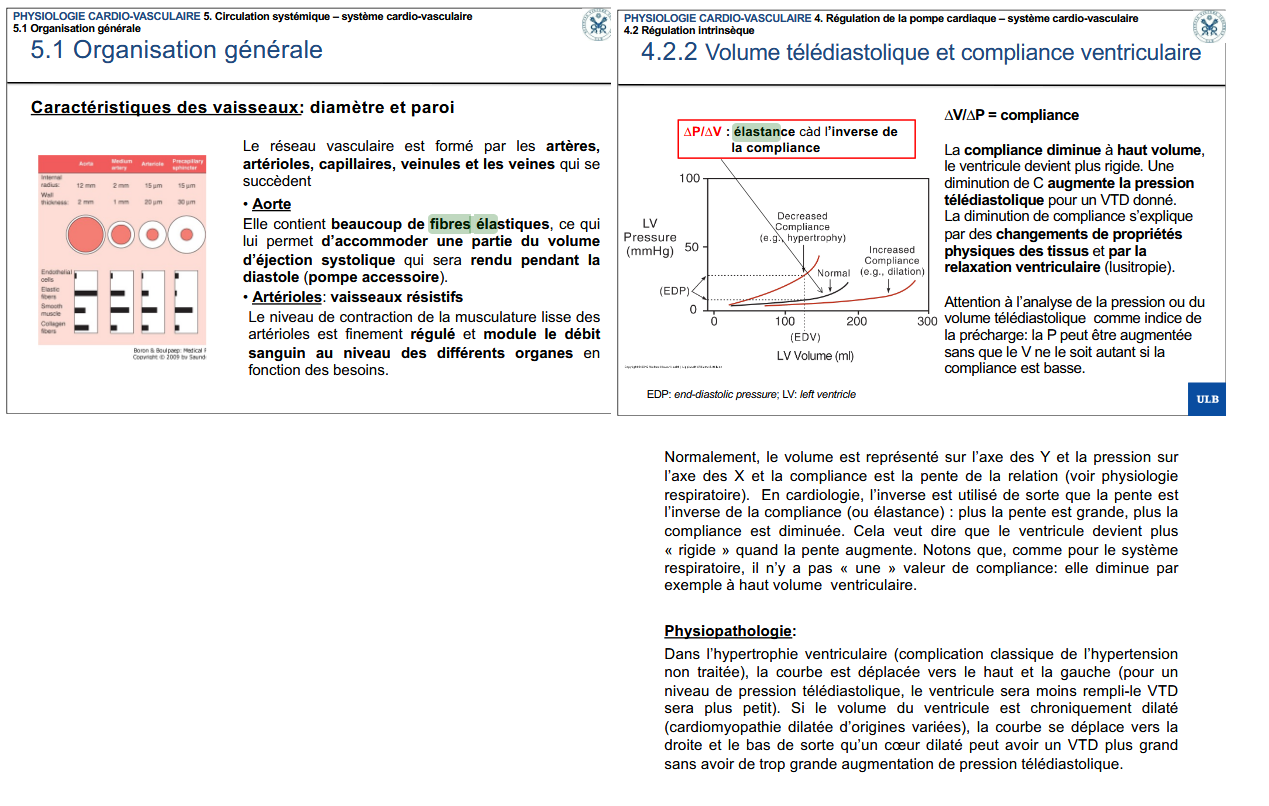 PHYSIOLOGIE CARDIO-VASCULAIRE 5. Circulation systémique – système cardio-vasculaire
5.1 Organisation générale
5.1 Organisation générale
Caractéristiques des vaisseaux: diamètre et paroi
Aorta Medium artery Arteriole Precapillary sphincter
Internal radius: 12 mm 2 mm 15 µm 15 µm
Wall thickness: 2 mm 1 mm 20 µm 30 µm
Endothelial cells
Elastic fibers
Smooth muscle
Collagen fibers
Boron & Boulpaep: Medical F
Copyright © 2009 by Saund
Le réseau vasculaire est formé par les artères,
artérioles, capillaires, veinules et les veines qui se
succèdent
• Aorte
Elle contient beaucoup de fibres élastiques, ce qui
lui permet d’accommoder une partie du volume
d’éjection systolique qui sera rendu pendant la
diastole (pompe accessoire).
• Artérioles: vaisseaux résistifs
Le niveau de contraction de la musculature lisse des
artérioles est finement régulé et module le débit
sanguin au niveau des différents organes en
fonction des besoins.
PHYSIOLOGIE CARDIO-VASCULAIRE 4. Régulation de la pompe cardiaque – système cardio-vasculaire
4.2 Régulation intrinsèque
4.2.2 Volume télédiastolique et compliance ventriculaire
∆P/∆V : élastance càd l’inverse de
la compliance
100
50
0
LV
Pressure
(mmHg)
(EDP)
Decreased
Compliance
(e.g., hypertrophy)
Increased
Compliance
(e.g., dilation)
Normal
0 100 200 300
(EDV)
LV Volume (ml)
EDP: end-diastolic pressure; LV: left ventricle
∆V/∆P = compliance
La compliance diminue à haut volume,
le ventricule devient plus rigide. Une
diminution de C augmente la pression
télédiastolique pour un VTD donné.
La diminution de compliance s’explique
par des changements de propriétés
physiques des tissus et par la
relaxation ventriculaire (lusitropie).
Attention à l’analyse de la pression ou du
volume télédiastolique comme indice de
la précharge: la P peut être augmentée
sans que le V ne le soit autant si la
compliance est basse.
ULB
Normalement, le volume est représenté sur l’axe des Y et la pression sur
l’axe des X et la compliance est la pente de la relation (voir physiologie
respiratoire). En cardiologie, l’inverse est utilisé de sorte que la pente est
l’inverse de la compliance (ou élastance) : plus la pente est grande, plus la
compliance est diminuée. Cela veut dire que le ventricule devient plus
« rigide » quand la pente augmente. Notons que, comme pour le système
respiratoire, il n’y a pas « une » valeur de compliance: elle diminue par
exemple à haut volume ventriculaire.
Physiopathologie:
Dans l’hypertrophie ventriculaire (complication classique de l’hypertension
non traitée), la courbe est déplacée vers le haut et la gauche (pour un
niveau de pression télédiastolique, le ventricule sera moins rempli-le VTD
sera plus petit). Si le volume du ventricule est chroniquement dilaté
(cardiomyopathie dilatée d’origines variées), la courbe se déplace vers la
droite et le bas de sorte qu’un cœur dilaté peut avoir un VTD plus grand
sans avoir de trop grande augmentation de pression télédiastolique.